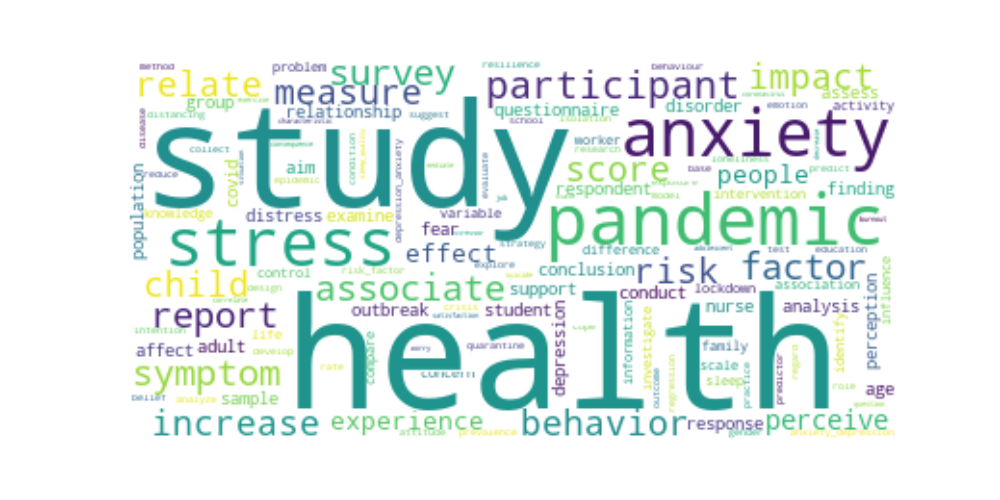 method
problem
survey
resilience
behaviour
relate
measure
participant
impact
coronavirus
assess
group
distancing
relationship
suggest
questionnaire
isolation
disorder
emotion
activity
characteristic
school
disease
study
anxiety
worker
research
collect
covid
aim
condition
score
base
loneliness
people
predict
reduce
epidemic
evaluate
respondent
model
intervention
finding
population
knowledge
distress
examine
depression_anxiety
variable
job
pandemic
burnout
fear
strategy
stress
effect
explore
difference
adolescent
test
education
control
risk_factor
conclusion
risk
factor
child
design
suicide
associate
support
conduct
lockdown
association
influence
correlate
report
outbreak
crisis
student
nurse
analysis
perception
intention
life
satisfaction
cope
information
investigate
identify
affect
adult
develop
compare
worry
quarantine
depression
health
family
scale
predictor
regard
symptom
rate
concern
sleep
practice
outcome
regression
role
age
belief
analyze
sample
question
increase
experience
behavior
response
perceive
attitude
prevalence
gender
anxiety_depression